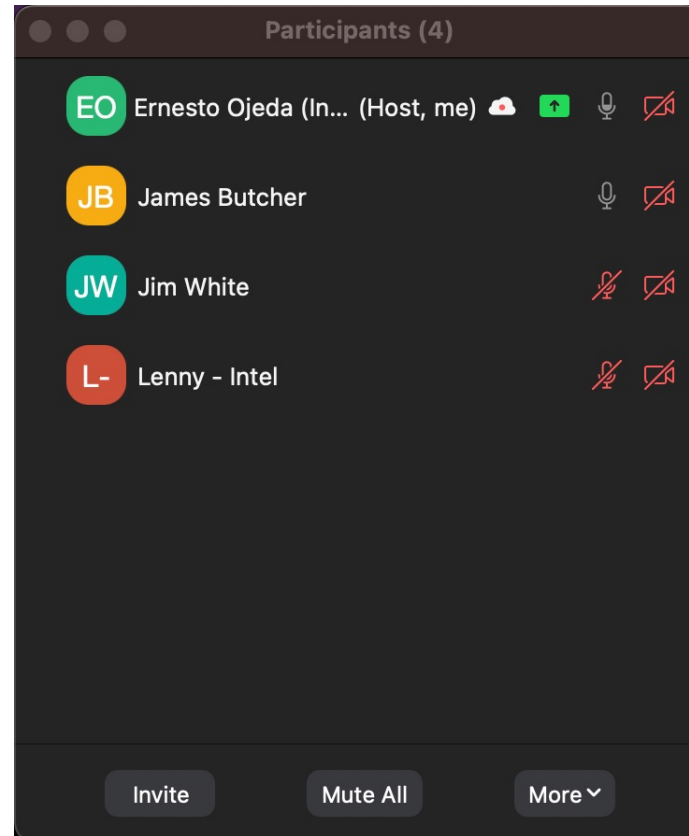 Participants (4)
EO Ernesto Ojeda (In... (Host, me)
JB James Butcher
JW Jim White
L- Lenny - Intel
Invite Mute All More